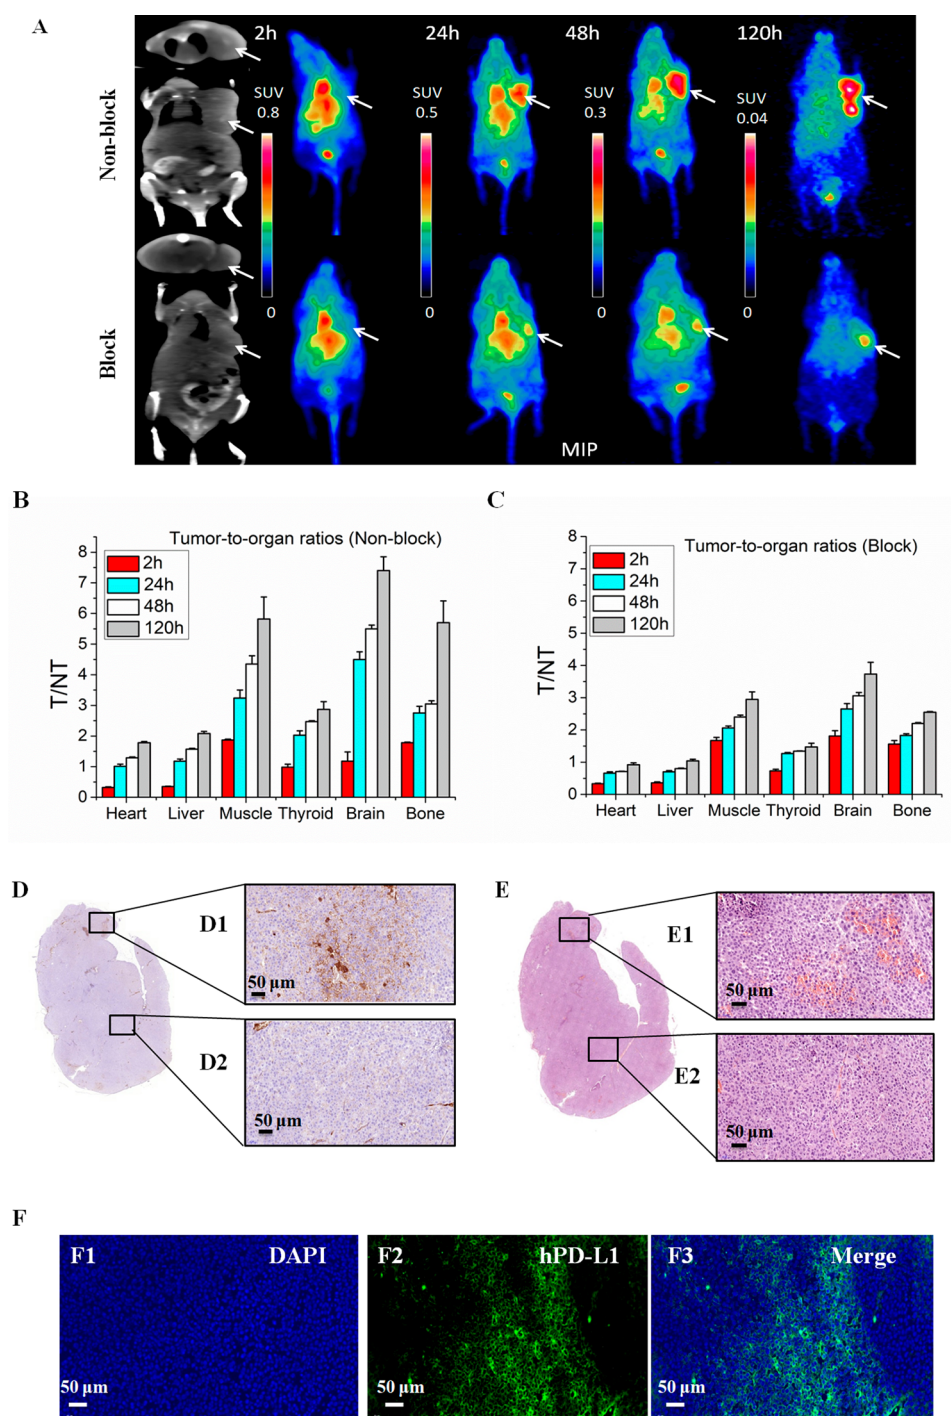 A
2h
24h
48h
120h
Non-block
SUV
0.8
SUV
0.5
SUV
0.3
SUV
0.04
0
0
0
0
Block
MIP
B
Tumor-to-organ ratios (Non-block)
2h
24h
48h
120h
T/NT
8
7
6
5
4
3
2
1
0
Heart Liver Muscle Thyroid Brain Bone
C
Tumor-to-organ ratios (Block)
2h
24h
48h
120h
T/NT
8
7
6
5
4
3
2
1
0
Heart Liver Muscle Thyroid Brain Bone
D
D1
50 µm
D2
50 µm
E
E1
50 µm
E2
50 µm
F
F1 DAPI
50 µm
F2 hPD-L1
50 µm
F3 Merge
50 µm